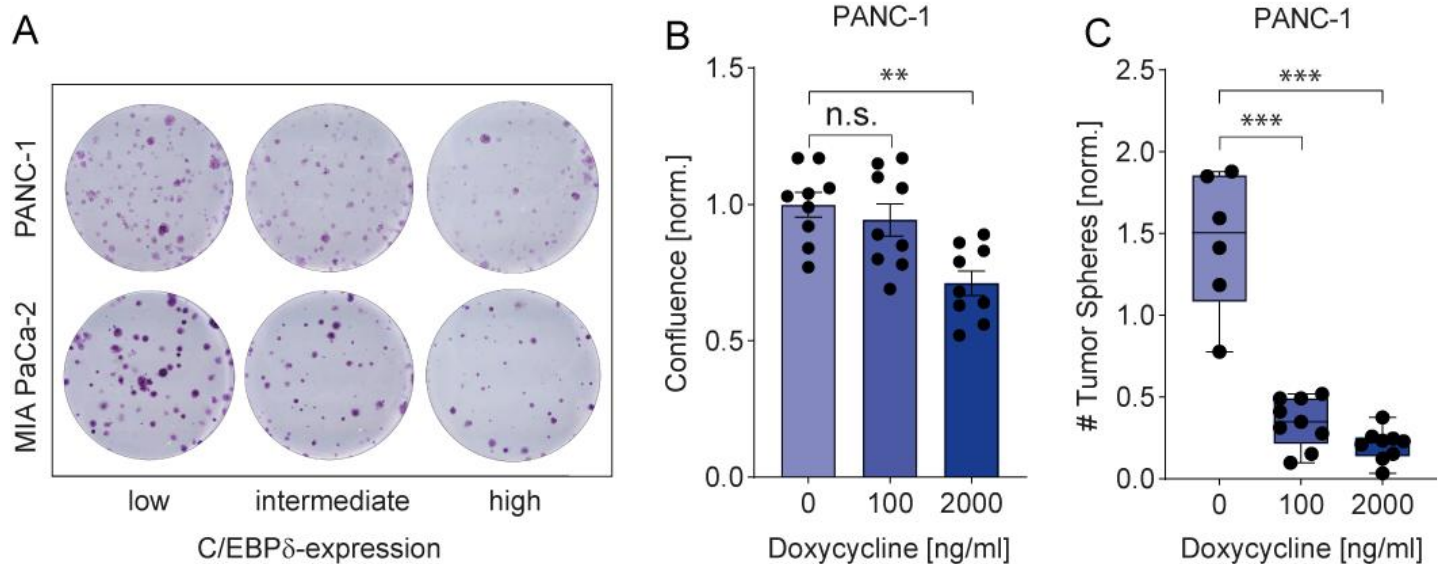 A
PANC-1
MIA PaCa-2
low intermediate high
C/EBPδ-expression
B
PANC-1
Confluence [norm.]
1.5
1.0
0.5
0.0
**
n.s.
0 100 2000
Doxycycline [ng/ml]
C
PANC-1
# Tumor Spheres [norm.]
2.5
2.0
1.5
1.0
0.5
0.0
***
***
0 100 2000
Doxycycline [ng/ml]